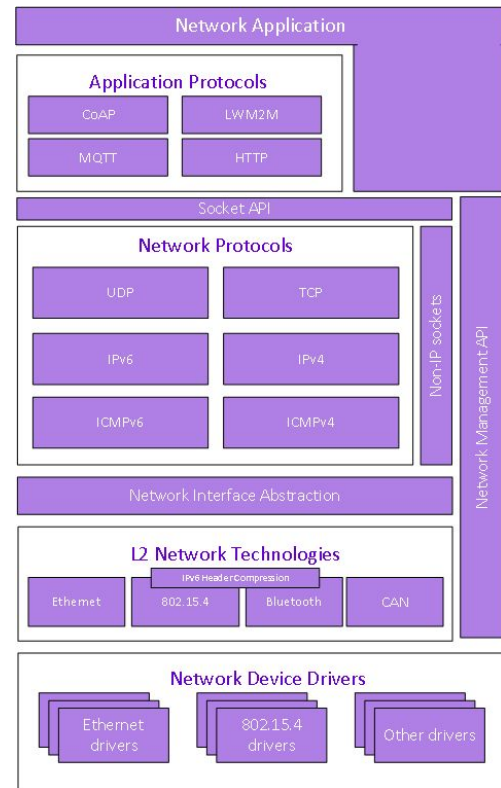 Network Application
Application Protocols
CoAP
LWM2M
MQTT
HTTP
Socket API
Network Protocols
UDP
TCP
IPv6
IPv4
ICMPv6
ICMPv4
Non-IP sockets
Network Management API
Network Interface Abstraction
L2 Network Technologies
IPv6 Header Compression
Ethernet
802.15.4
Bluetooth
CAN
Network Device Drivers
Ethernet
drivers
802.15.4
drivers
Other drivers